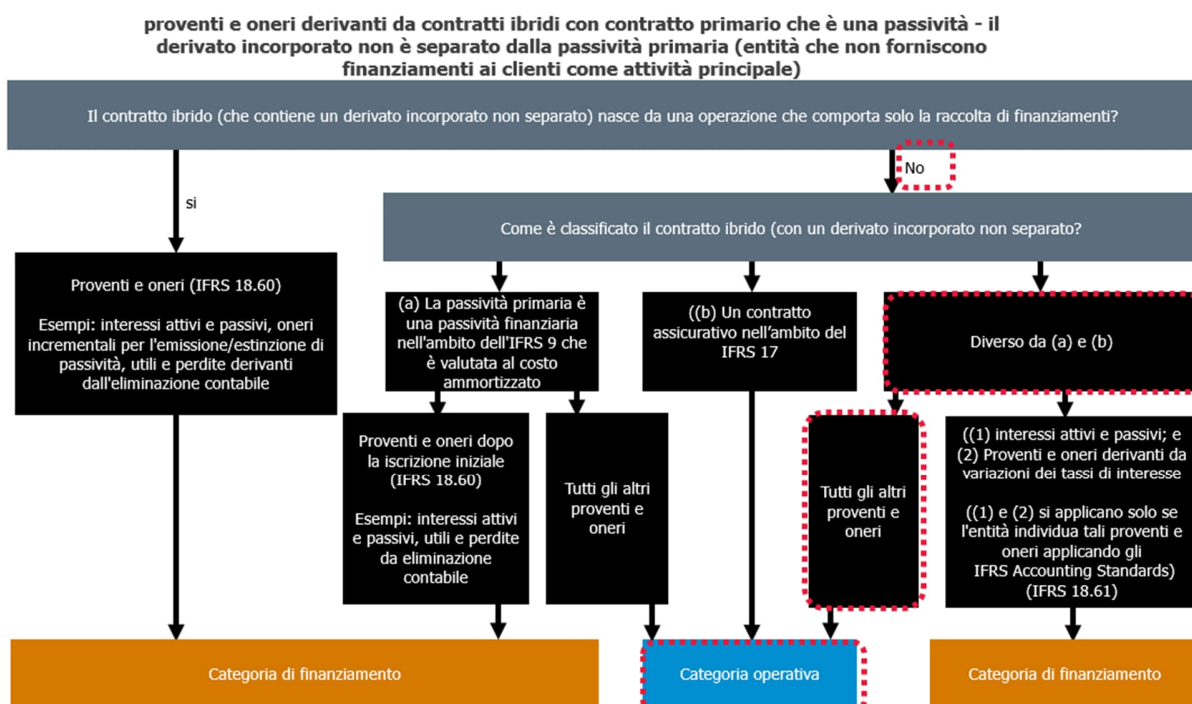 proventi e oneri derivanti da contratti ibridi con contratto primario che è una passività - il
derivato incorporato non è separato dalla passività primaria (entità che non forniscono
finanziamenti ai clienti come attività principale)
Il contratto ibrido (che contiene un derivato incorporato non separato) nasce da una operazione che comporta solo la raccolta di finanziamenti?
No
si
Come è classificato il contratto ibrido (con un derivato incorporato non separato?
Proventi e oneri (IFRS 18.60)
Esempi: interessi attivi e passivi, oneri
incrementali per l'emissione/estinzione di
passività, utili e perdite derivanti
dall'eliminazione contabile
(a) La passività primaria è
una passività finanziaria
nell'ambito dell'IFRS 9 che
è valutata al costo
ammortizzato
((b) Un contratto
assicurativo nell'ambito del
IFRS 17
Diverso da (a) e (b)
Proventi e oneri dopo
la iscrizione iniziale
(IFRS 18.60)
Esempi: interessi attivi
e passivi, utili e perdite
da eliminazione
contabile
Tutti gli altri
proventi e
oneri
Tutti gli altri
proventi e
oneri
((1) interessi attivi e passivi; e
(2) Proventi e oneri derivanti da
variazioni dei tassi di interesse
((1) e (2) si applicano solo se
l'entità individua tali proventi e
oneri applicando gli
IFRS Accounting Standards)
(IFRS 18.61)
Categoria di finanziamento
Categoria operativa
Categoria di finanziamento